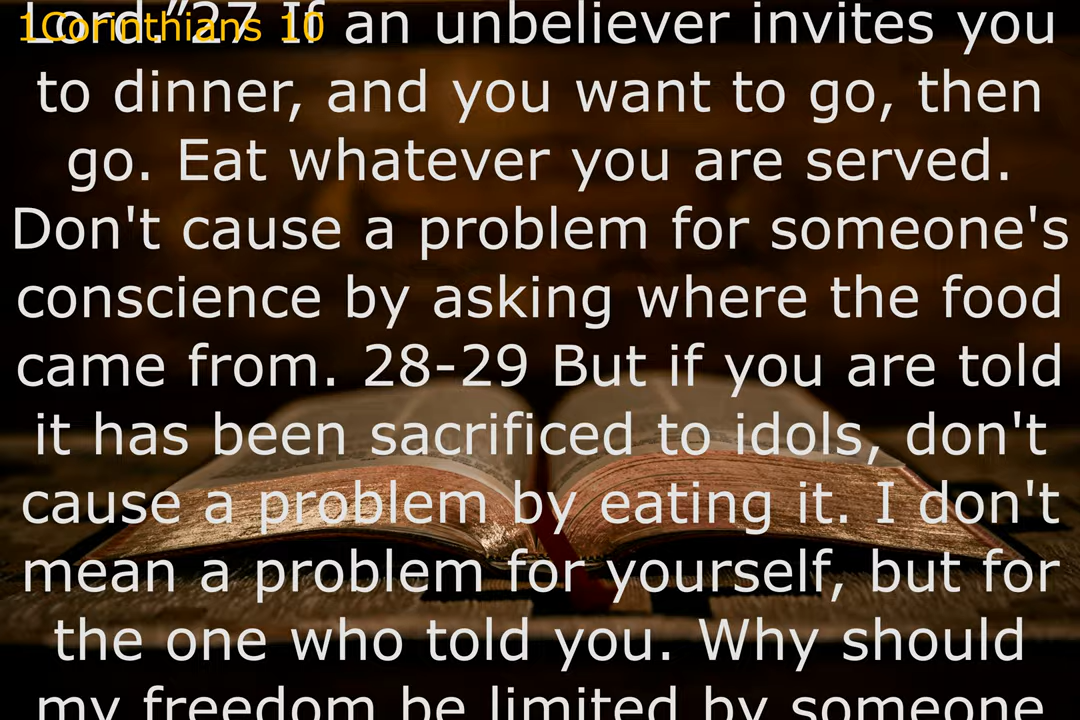 1Corinthians 10
Lord.”27 If an unbeliever invites you
to dinner, and you want to go, then
go. Eat whatever you are served.
Don't cause a problem for someone's
conscience by asking where the food
came from. 28-29 But if you are told
it has been sacrificed to idols, don't
cause a problem by eating it. I don't
mean a problem for yourself, but for
the one who told you. Why should
my freedom be limited by someone